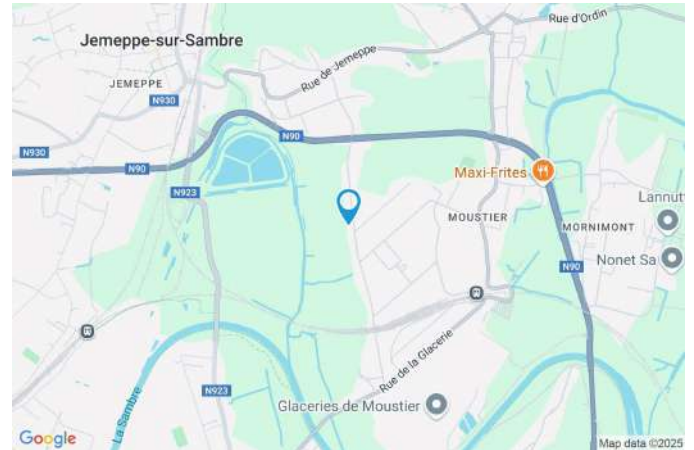 Rue d'Ordin
Jemeppe-sur-Sambre
Rue de Jemeppe
JEMEPPE
N930
N90
N930
N90
Maxi-Frites
N923
Lannut
MOUSTIER
MORNIMONT
Nonet Sa
N90
La Sambre
Rue de la Glacerie
N923
Glaceries de Moustier
Google
Map data ©2025